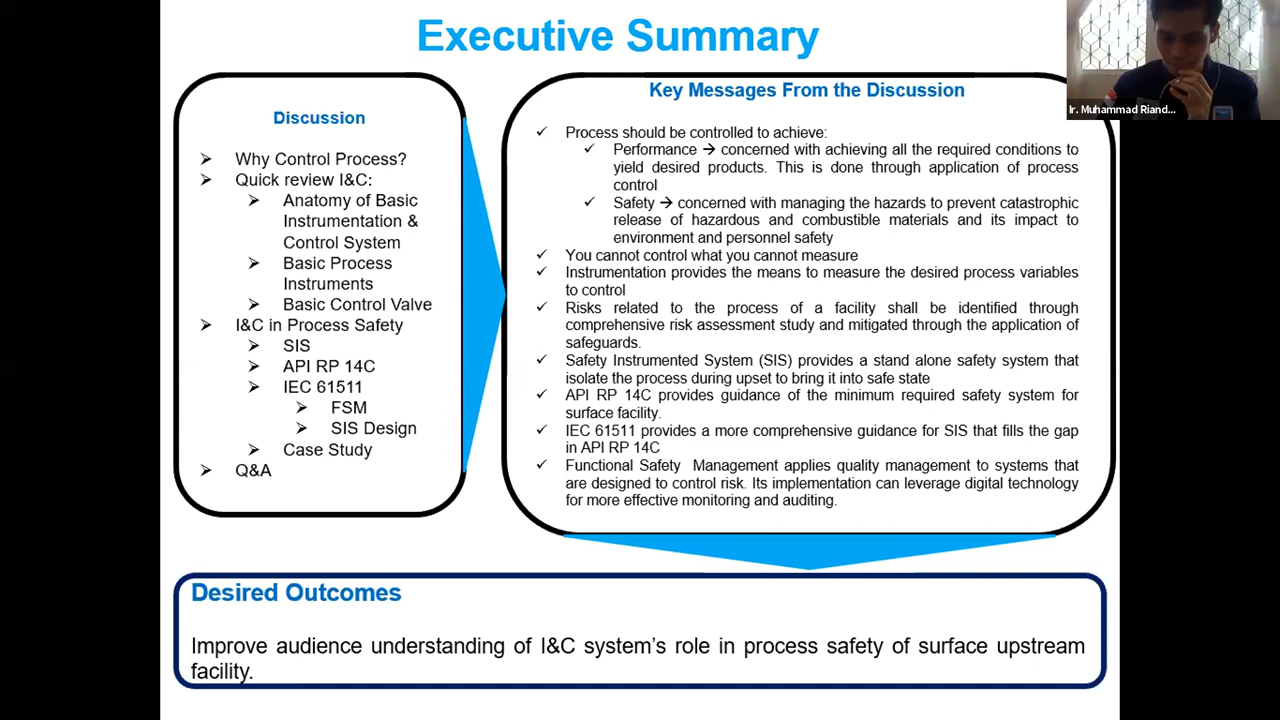 Executive Summary
Discussion
Why Control Process?
Quick review I&C:
Anatomy of Basic
Instrumentation &
Control System
Basic Process
Instruments
Basic Control Valve
I&C in Process Safety
SIS
API RP 14C
IEC 61511
FSM
SIS Design
Case Study
Q&A
Key Messages From the Discussion
Process should be controlled to achieve:
Performance → concerned with achieving all the required conditions to
yield desired products. This is done through application of process
control
Safety → concerned with managing the hazards to prevent catastrophic
release of hazardous and combustible materials and its impact to
environment and personnel safety
You cannot control what you cannot measure
Instrumentation provides the means to measure the desired process variables
to control
Risks related to the process of a facility shall be identified through
comprehensive risk assessment study and mitigated through the application of
safeguards.
Safety Instrumented System (SIS) provides a stand alone safety system that
isolate the process during upset to bring it into safe state
API RP 14C provides guidance of the minimum required safety system for
surface facility.
IEC 61511 provides a more comprehensive guidance for SIS that fills the gap
in API RP 14C
Functional Safety Management applies quality management to systems that
are designed to control risk. Its implementation can leverage digital technology
for more effective monitoring and auditing.
Desired Outcomes
Improve audience understanding of I&C system's role in process safety of surface upstream
facility.
Ir. Muhammad Riand...